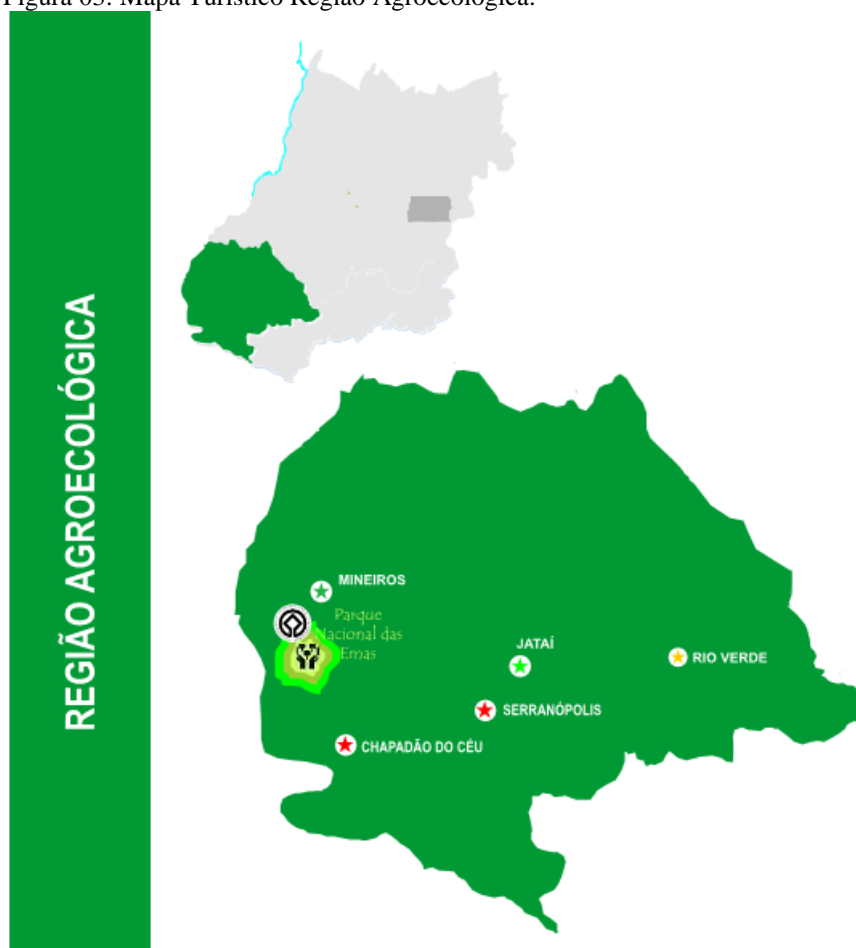 Figura 03: Mapa Turístico Região Agroecológica.
REGIÃO AGROECOLÓGICA
MINEIROS
Parque
Nacional das
Emas
JATAÍ
RIO VERDE
SERRANÓPOLIS
CHAPADÃO DO CÉU